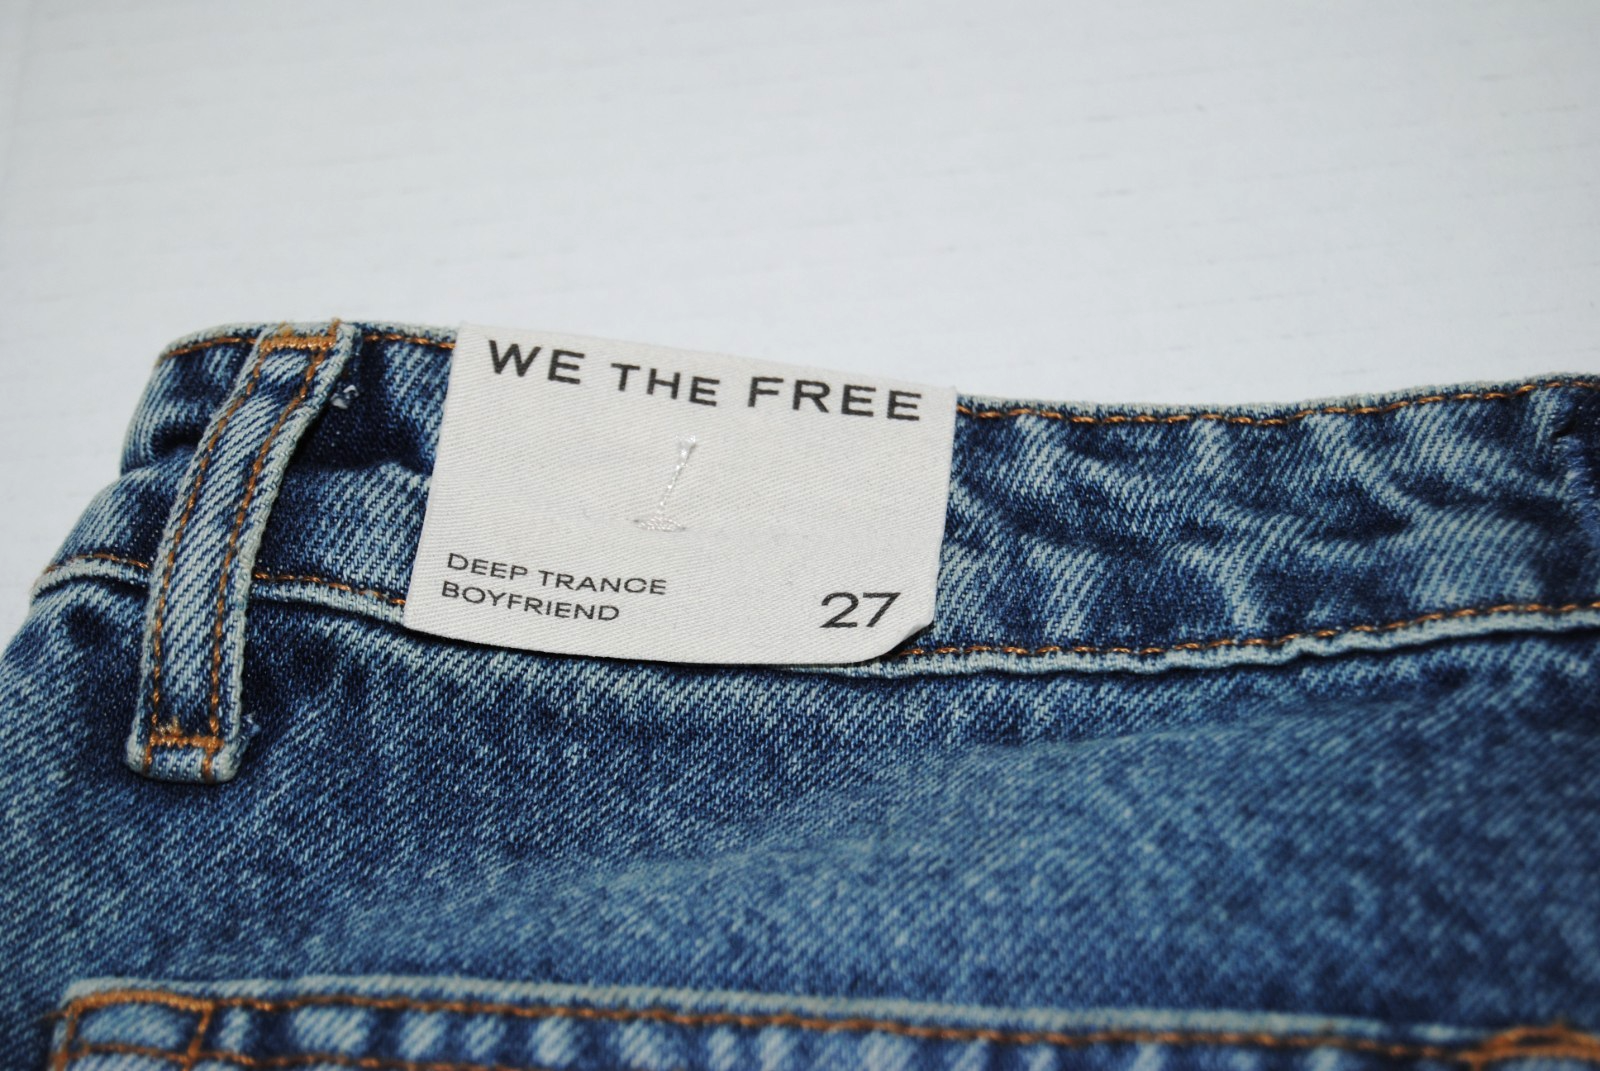 WE THE FREE
DEEP TRANCE
BOYFRIEND
27